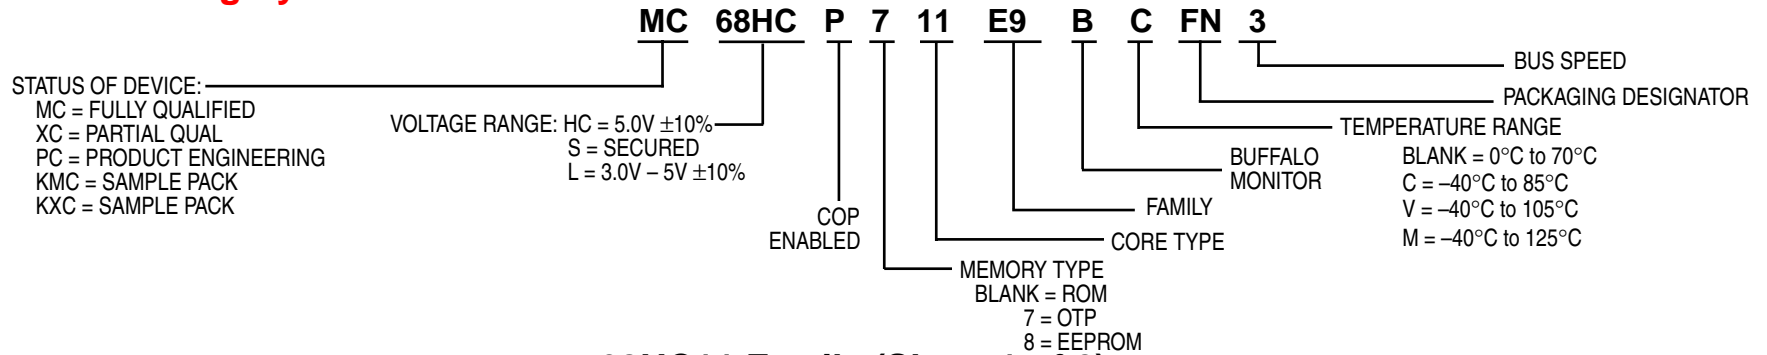 MC 68HC P 7 11 E9 B C FN 3
STATUS OF DEVICE:
MC = FULLY QUALIFIED
XC = PARTIAL QUAL
PC = PRODUCT ENGINEERING
KMC = SAMPLE PACK
KXC = SAMPLE PACK
VOLTAGE RANGE: HC = 5.0V ±10%
S = SECURED
L = 3.0V – 5V ±10%
COP
ENABLED
MEMORY TYPE
BLANK = ROM
7 = OTP
8 = EEPROM
CORE TYPE
FAMILY
BUFFALO
MONITOR
TEMPERATURE RANGE
BLANK = 0°C to 70°C
C = –40°C to 85°C
V = –40°C to 105°C
M = –40°C to 125°C
PACKAGING DESIGNATOR
BUS SPEED